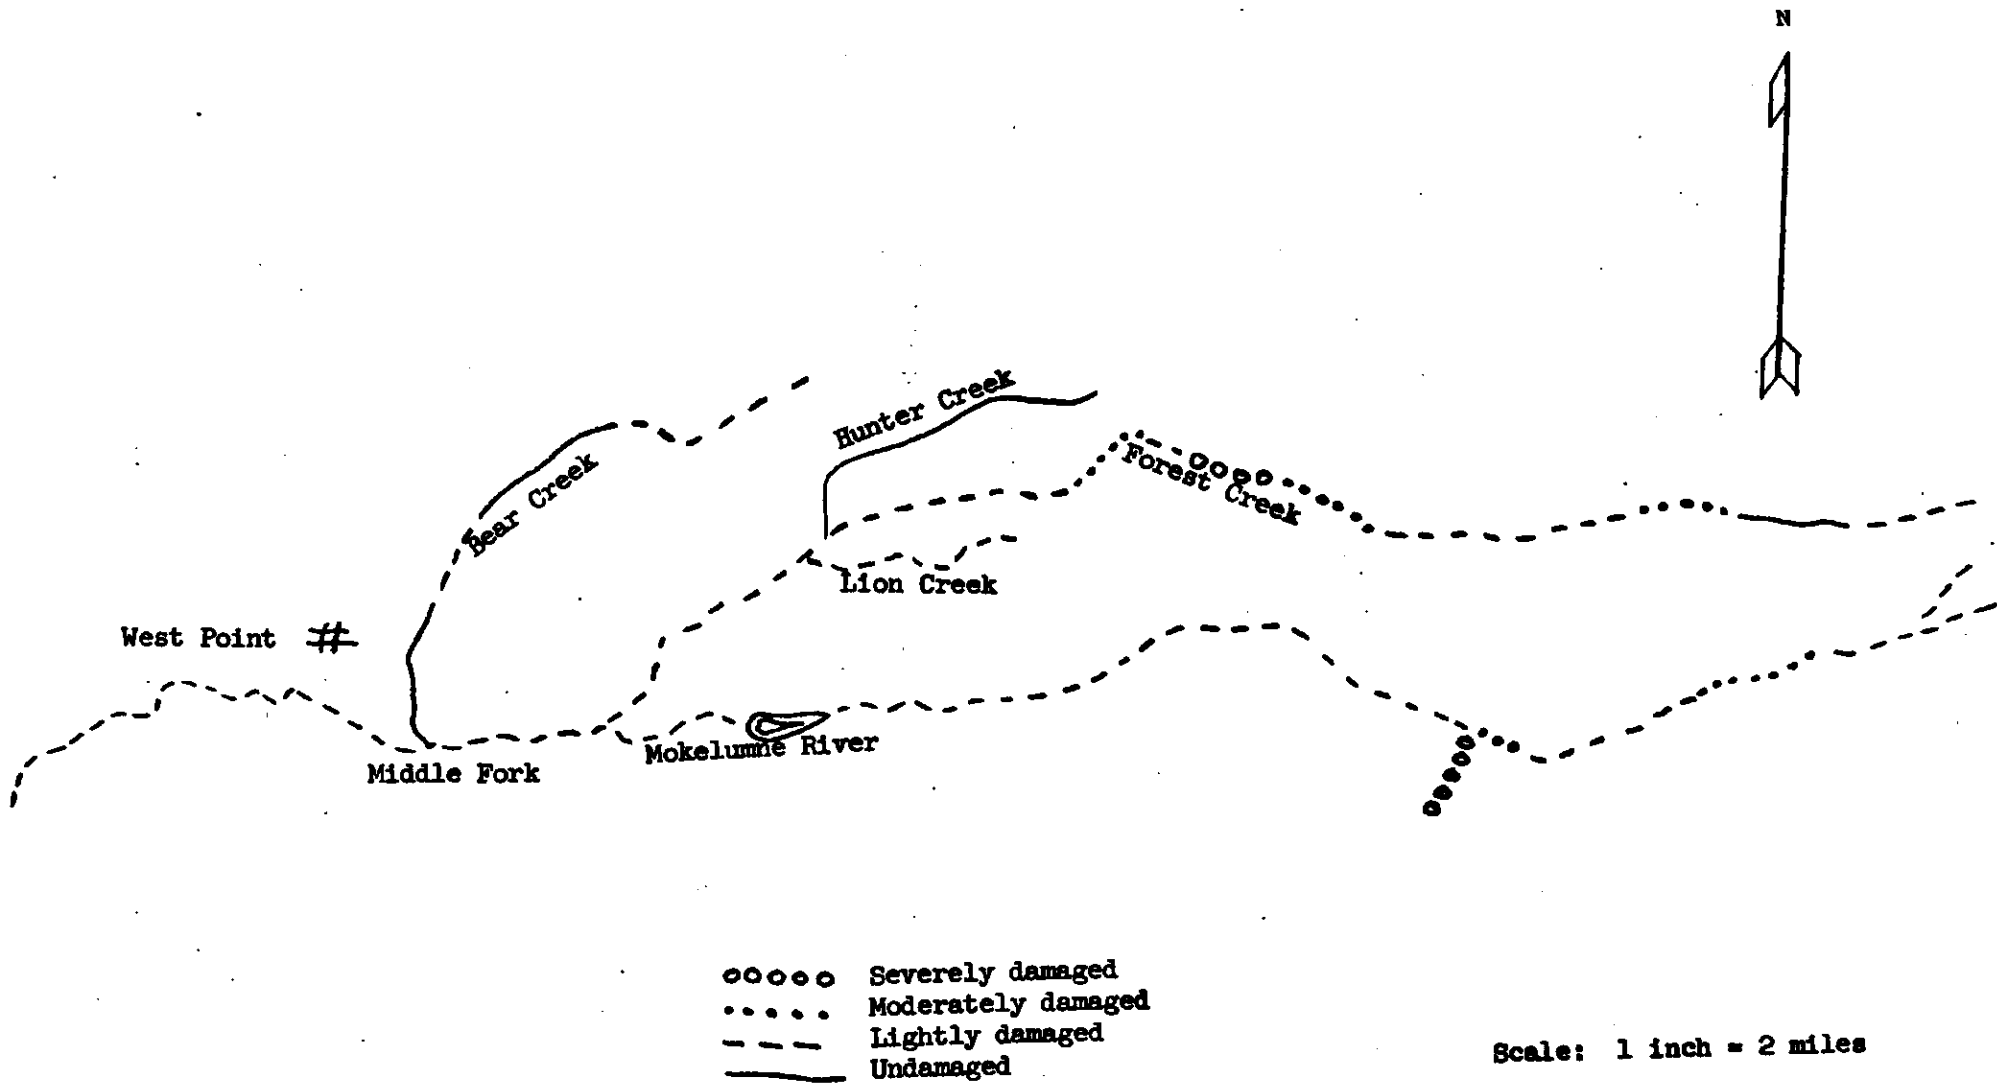 N
Hunter Creek
Bear Creek
Forest Creek
Lion Creek
West Point
Mokelumne River
Middle Fork
Severely damaged
Moderately damaged
Lightly damaged
Undamaged
Scale: 1 inch = 2 miles